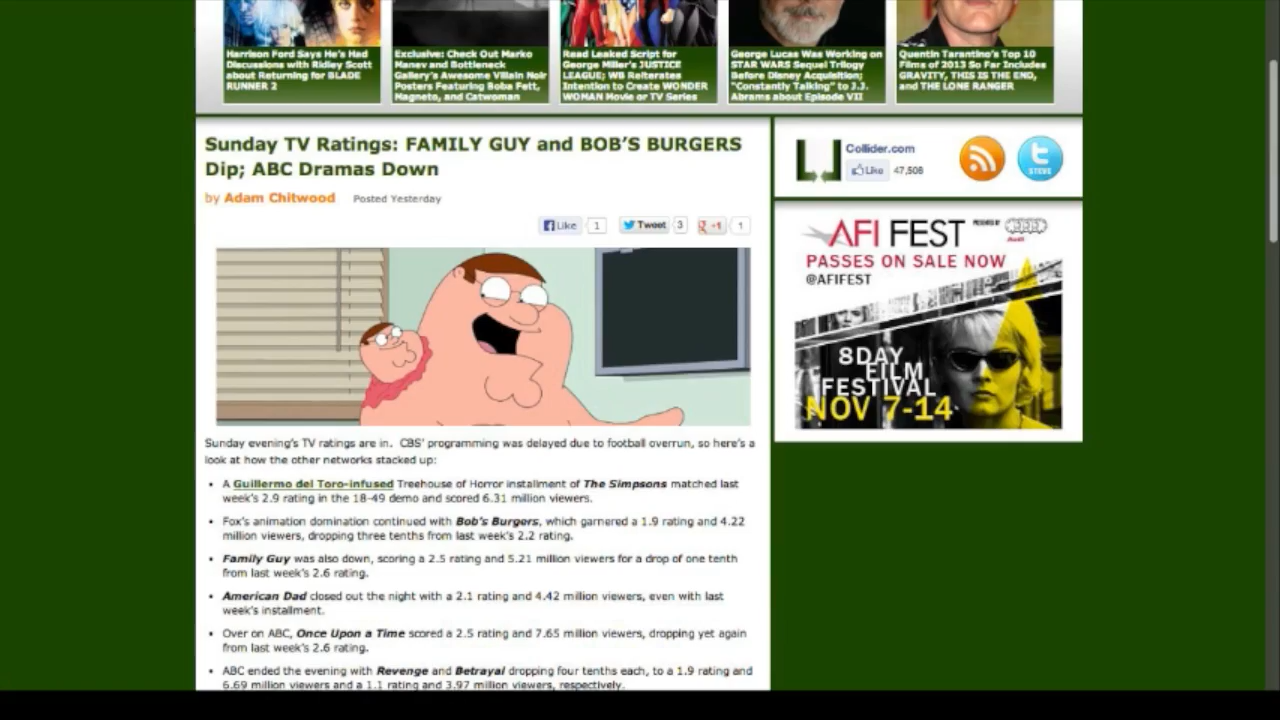 Harrison Ford Says He's Had
Discussions with Ridley Scott
about Returning for BLADE
RUNNER 2
Exclusive: Check Out Marko
Manev and Bottleneck
Gallery's Awesome Villain Noir
Posters Featuring Boba Fett,
Magneto, and Catwoman
Read Leaked Script for
George Miller's JUSTICE
LEAGUE; WB Reiterates
Intention to Create WONDER
WOMAN Movie or TV Series
George Lucas Was Working on
STAR WARS Sequel Trilogy
Before Disney Acquisition;
"Constantly Talking" to J.J.
Abrams about Episode VII
Quentin Tarantino's Top 10
Films of 2013 So Far Includes
GRAVITY, THIS IS THE END,
and THE LONE RANGER
Sunday TV Ratings: FAMILY GUY and BOB'S BURGERS
Dip; ABC Dramas Down
by Adam Chitwood Posted Yesterday
Like 1 Tweet 3 +1 1
Sunday evening's TV ratings are in. CBS' programming was delayed due to football overrun, so here's a
look at how the other networks stacked up:
• A Guillermo del Toro-infused Treehouse of Horror installment of The Simpsons matched last
week's 2.9 rating in the 18-49 demo and scored 6.31 million viewers.
• Fox's animation domination continued with Bob's Burgers, which garnered a 1.9 rating and 4.22
million viewers, dropping three tenths from last week's 2.2 rating.
• Family Guy was also down, scoring a 2.5 rating and 5.21 million viewers for a drop of one tenth
from last week's 2.6 rating.
• American Dad closed out the night with a 2.1 rating and 4.42 million viewers, even with last
week's installment.
• Over on ABC, Once Upon a Time scored a 2.5 rating and 7.65 million viewers, dropping yet again
from last week's 2.6 rating.
• ABC ended the evening with Revenge and Betrayal dropping four tenths each, to a 1.9 rating and
6.69 million viewers and a 1.1 rating and 3.97 million viewers, respectively.
Collider.com
Like 47,508
STEVE
AFI FEST
PRESENTED BY
Audi
PASSES ON SALE NOW
@AFIFEST
8 DAY
FILM
FESTIVAL
NOV 7-14